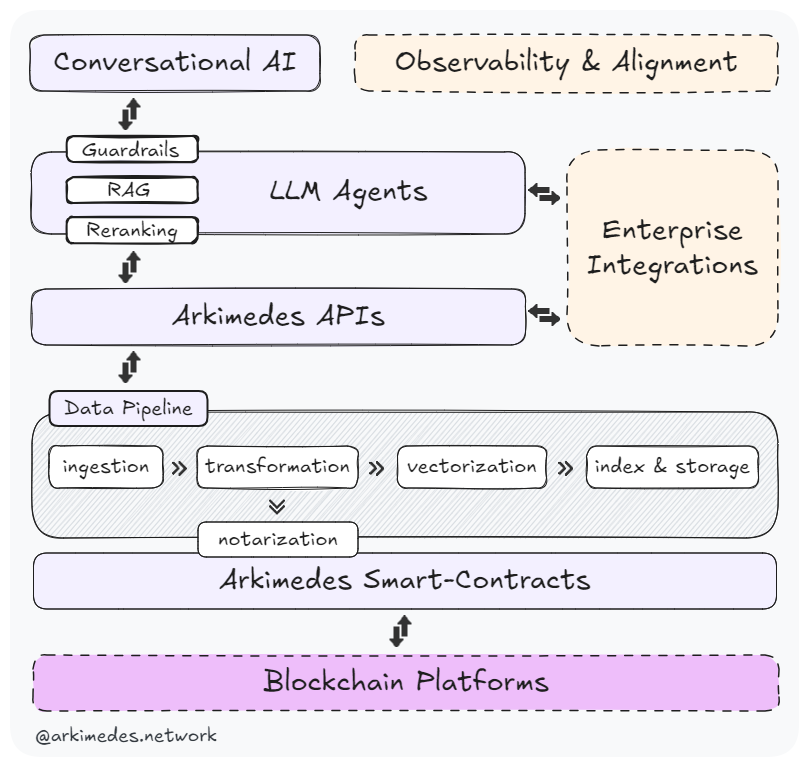 Conversational AI
Observability & Alignment
Guardrails
RAG
LLM Agents
Reranking
Enterprise
Integrations
Arkimedes APIs
Data Pipeline
ingestion
transformation
vectorization
index & storage
notarization
Arkimedes Smart-Contracts
Blockchain Platforms
@arkimedes.network